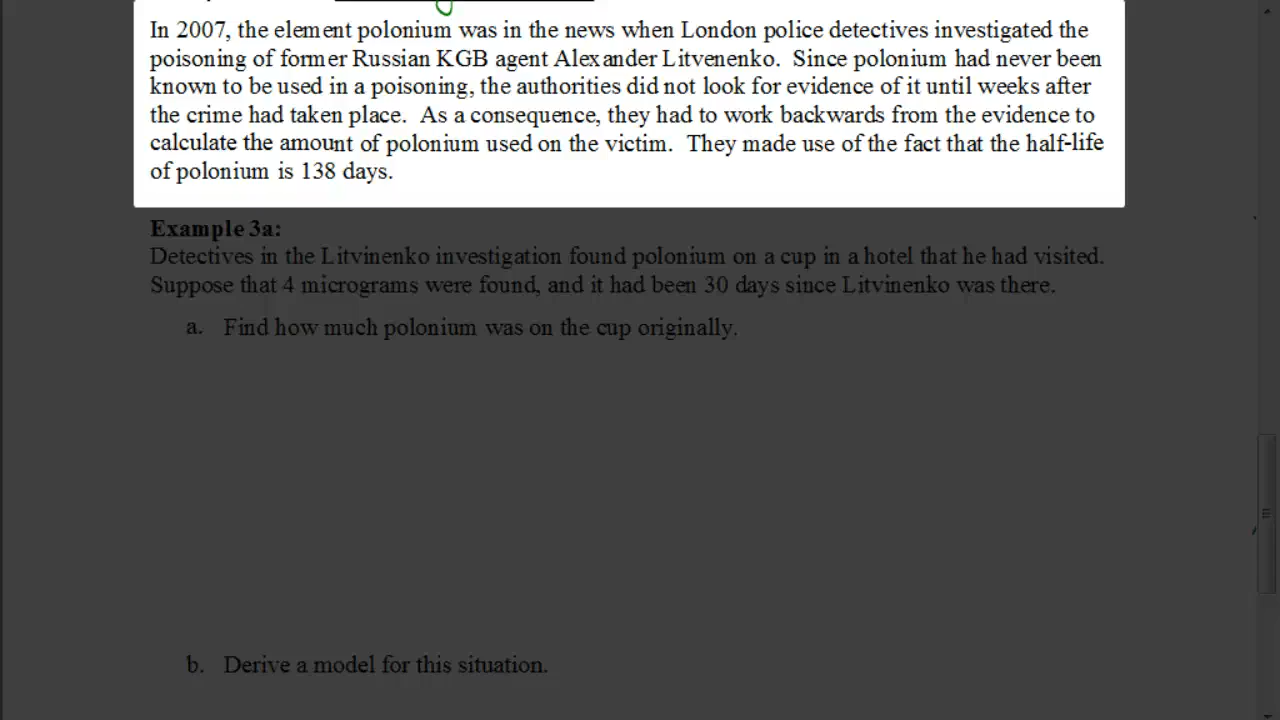 In 2007, the element polonium was in the news when London police detectives investigated the
poisoning of former Russian KGB agent Alexander Litvenenko. Since polonium had never been
known to be used in a poisoning, the authorities did not look for evidence of it until weeks after
the crime had taken place. As a consequence, they had to work backwards from the evidence to
calculate the amount of polonium used on the victim. They made use of the fact that the half-life
of polonium is 138 days.
Example 3a:
Detectives in the Litvinenko investigation found polonium on a cup in a hotel that he had visited.
Suppose that 4 micrograms were found, and it had been 30 days since Litvinenko was there.
a. Find how much polonium was on the cup originally.
b. Derive a model for this situation.